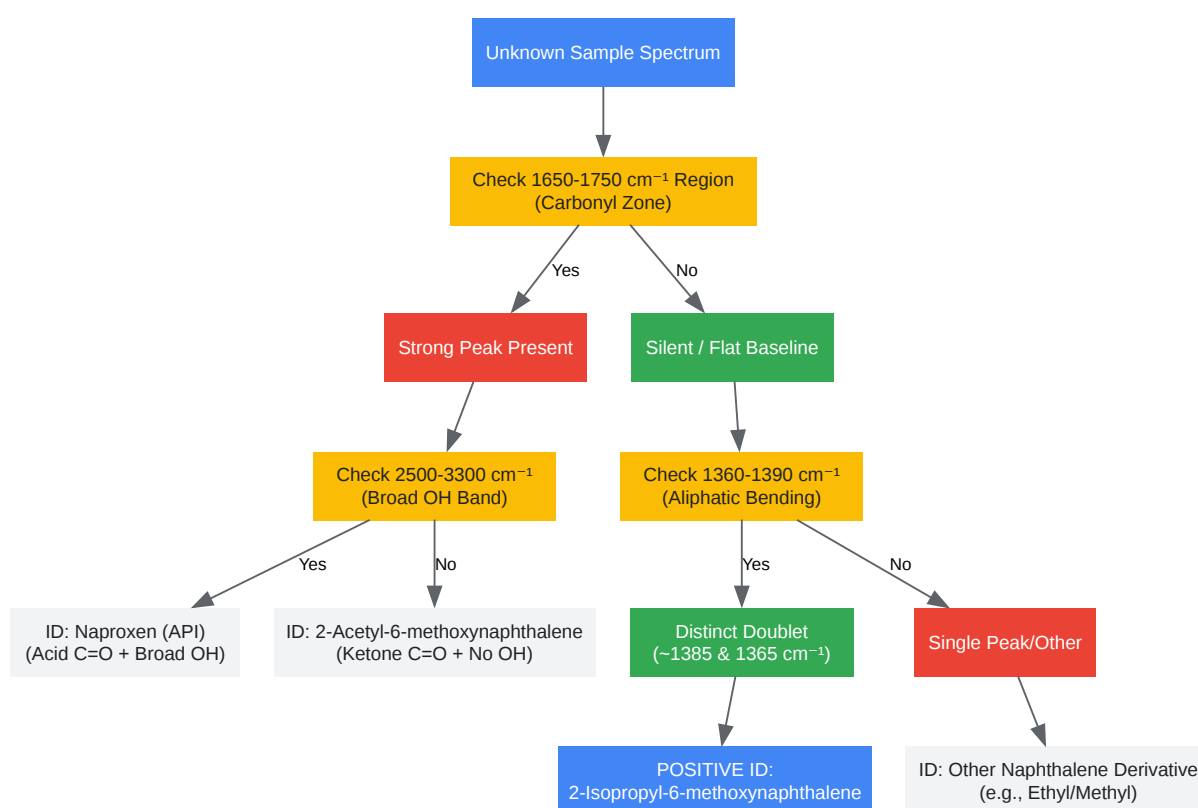 Unknown Sample Spectrum
Check 1650-1750 cm⁻¹ Region
(Carbonyl Zone)
Yes
No
Strong Peak Present
Silent / Flat Baseline
Check 2500-3300 cm⁻¹
(Broad OH Band)
Check 1360-1390 cm⁻¹
(Aliphatic Bending)
Yes
No
Yes
No
ID: Naproxen (API)
(Acid C=O + Broad OH)
ID: 2-Acetyl-6-methoxynaphthalene
(Ketone C=O + No OH)
Distinct Doublet
(~1385 & 1365 cm⁻¹)
Single Peak/Other
POSITIVE ID:
2-Isopropyl-6-methoxynaphthalene
ID: Other Naphthalene Derivative
(e.g., Ethyl/Methyl)